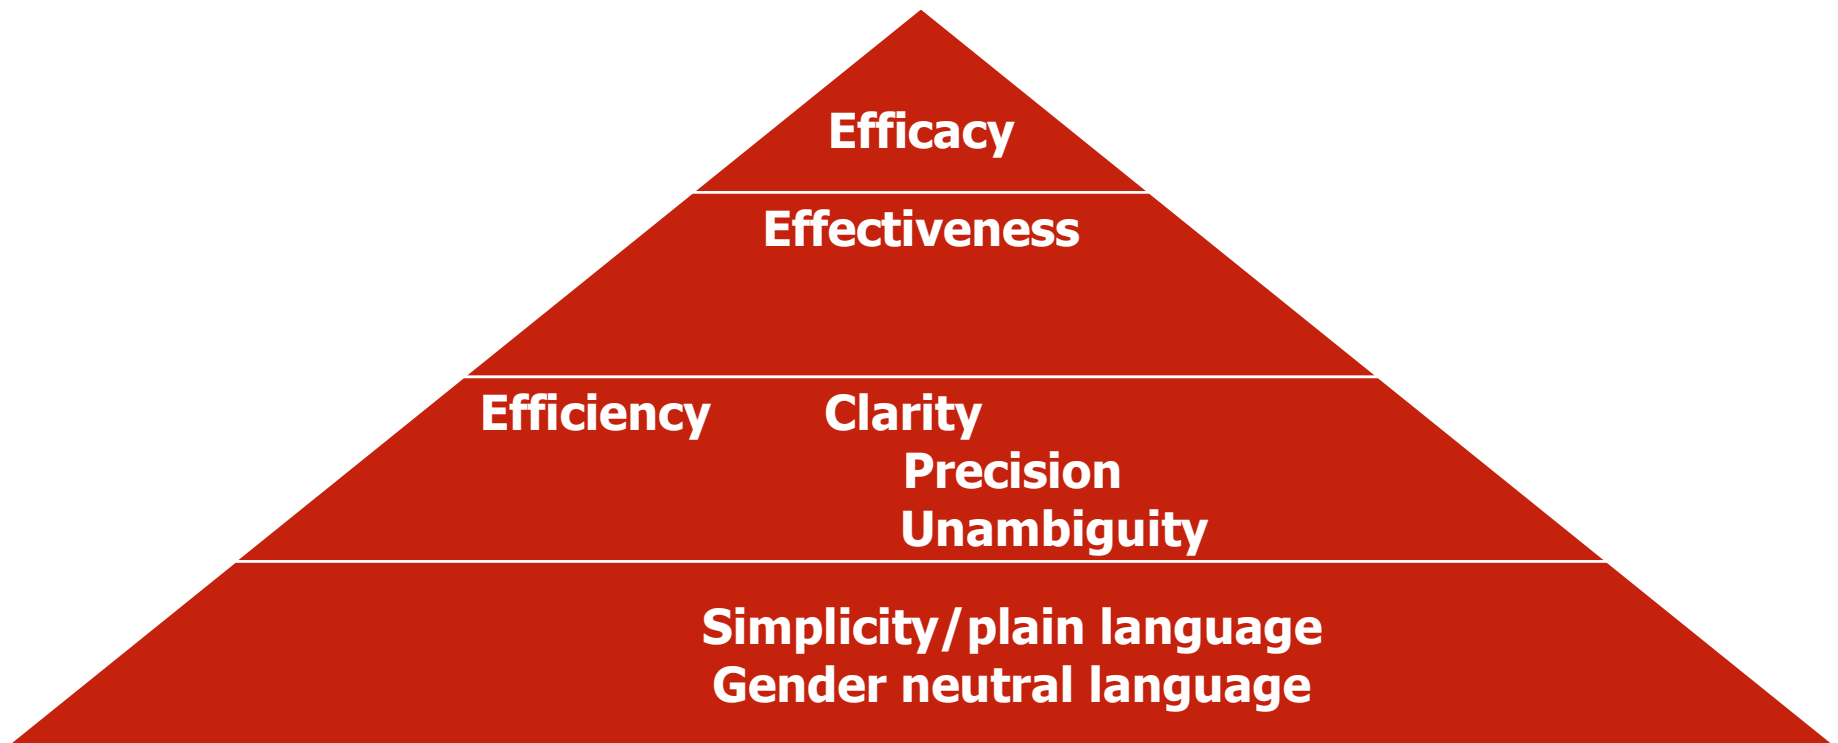 Efficacy
Effectiveness
Efficiency Clarity
Precision
Unambiguity
Simplicity/plain language
Gender neutral language